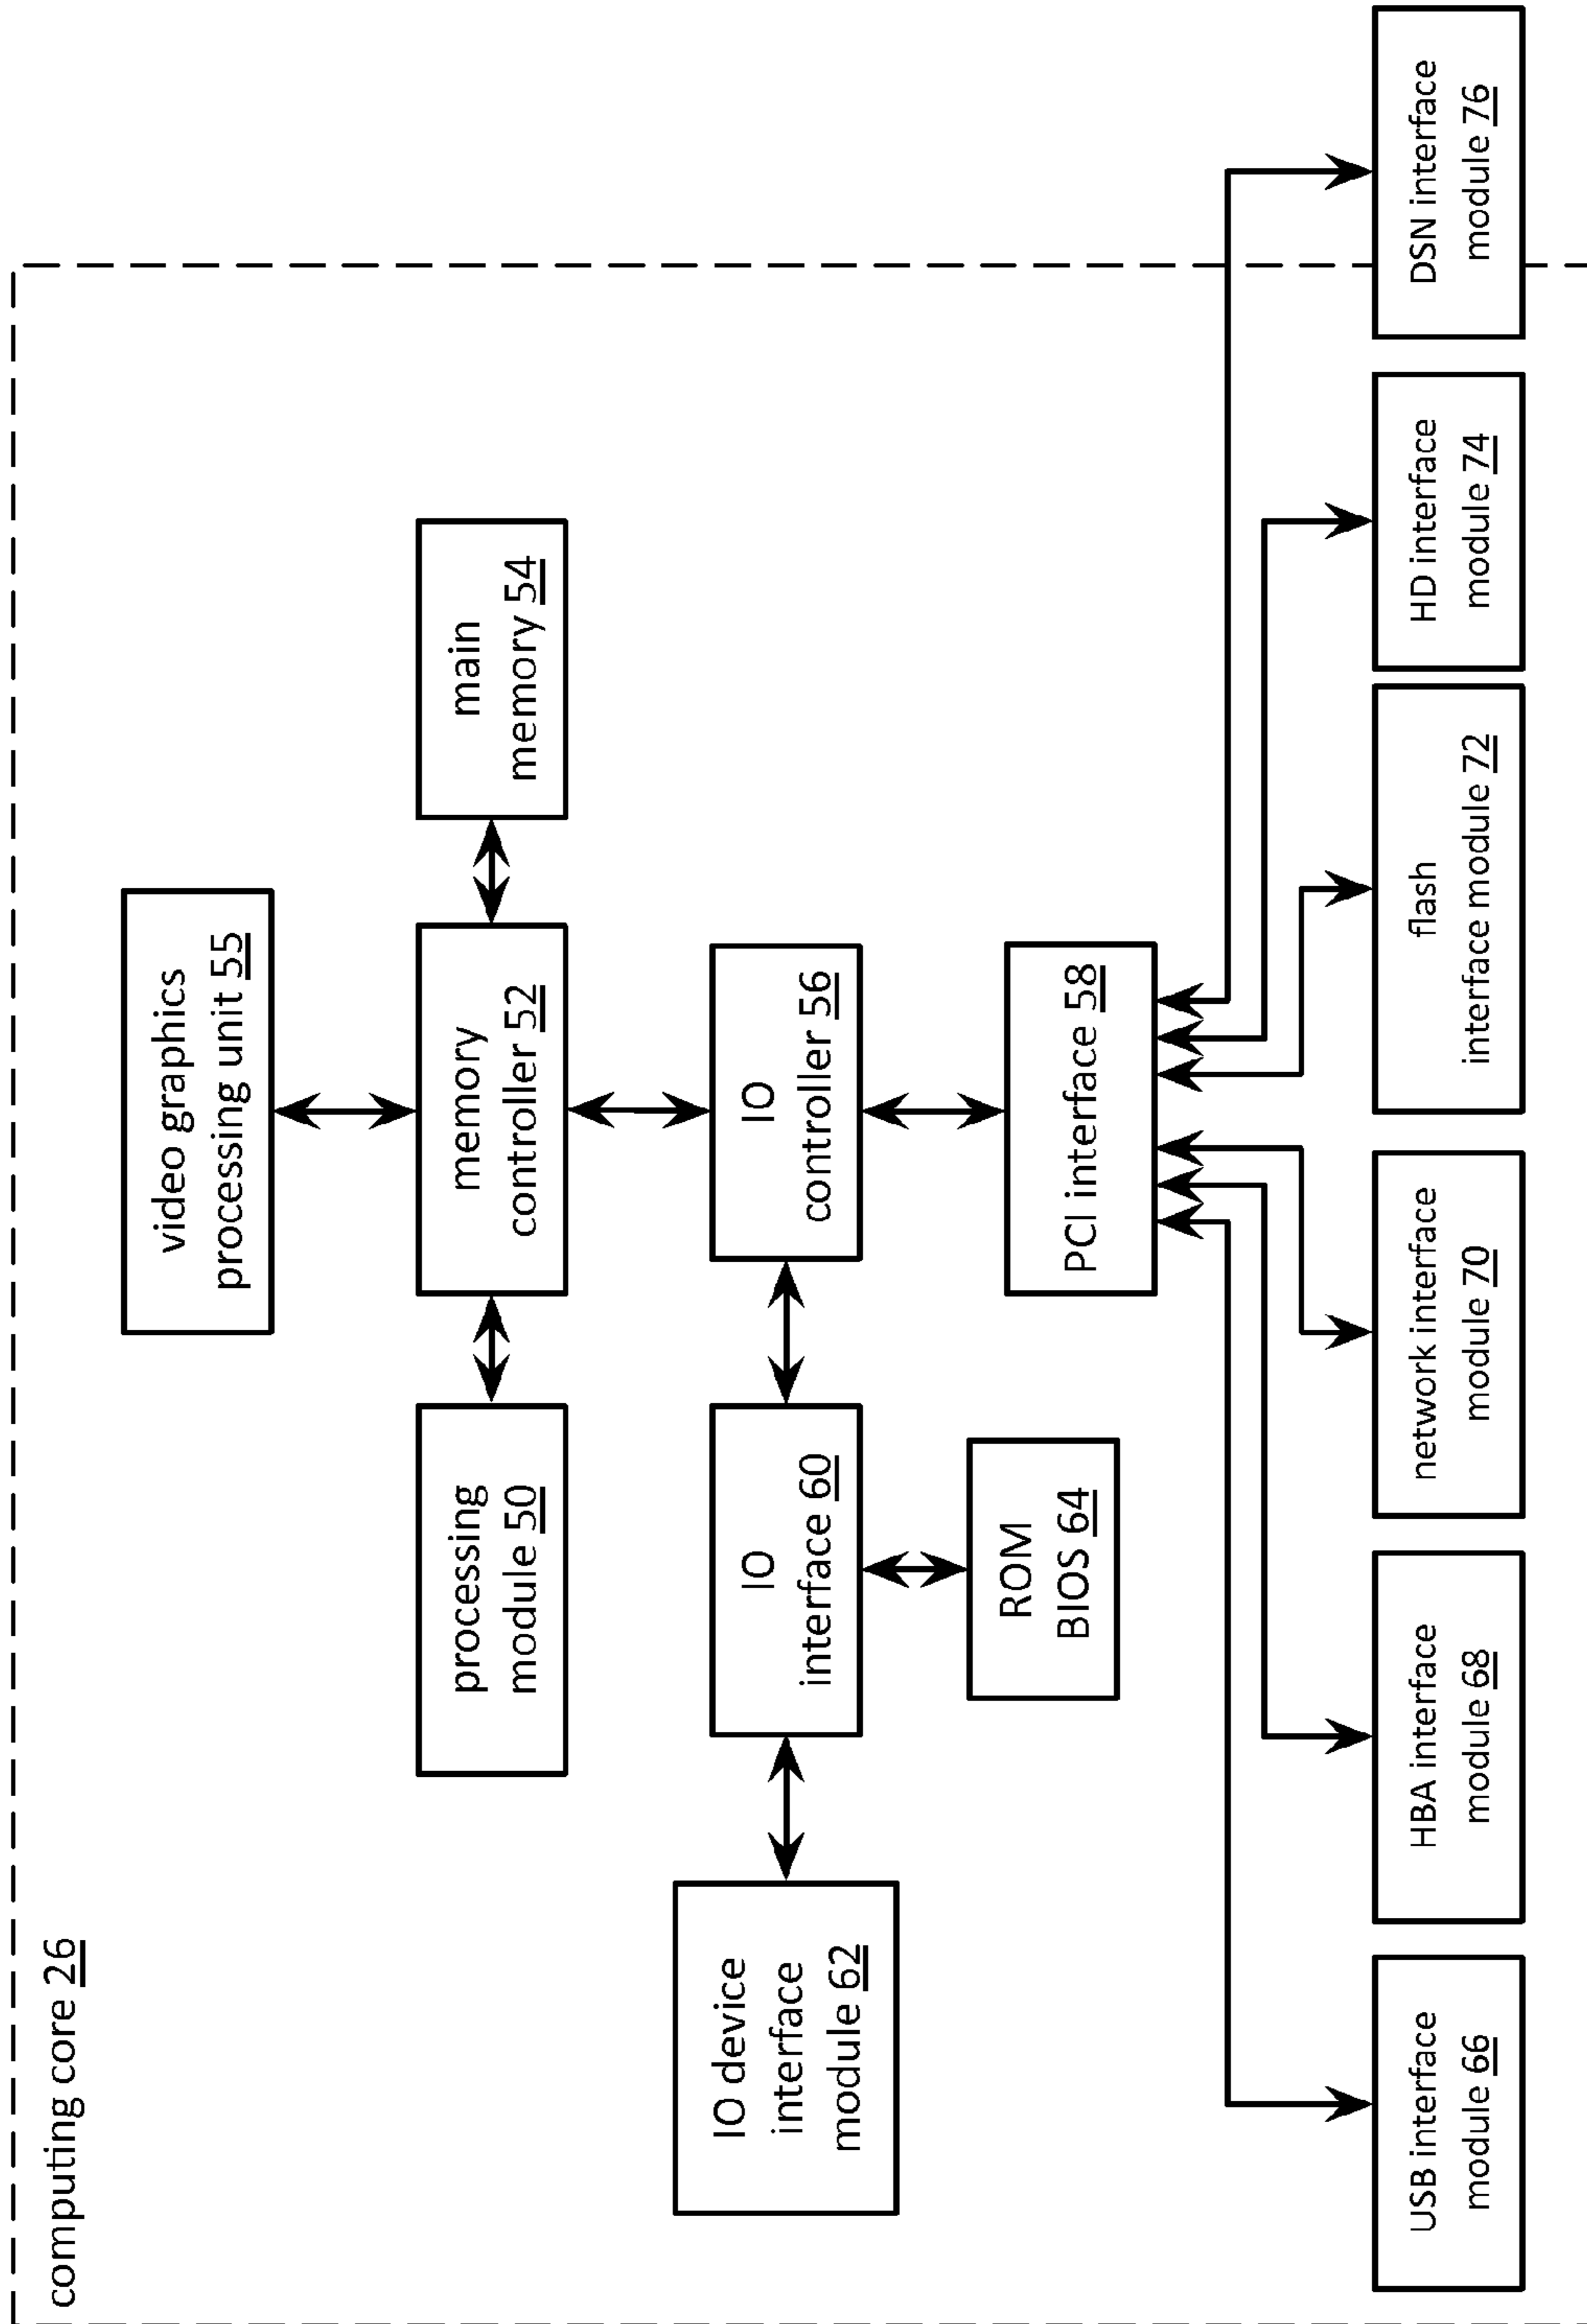 computing core 26
video graphics
processing unit 55
processing
module 50
memory
controller 52
main
memory 54
IO device
interface
module 62
IO
interface 60
IO
controller 56
ROM
BIOS 64
PCI interface 58
USB interface
module 66
HBA interface
module 68
network interface
module 70
flash
interface module 72
HD interface
module 74
DSN interface
module 76